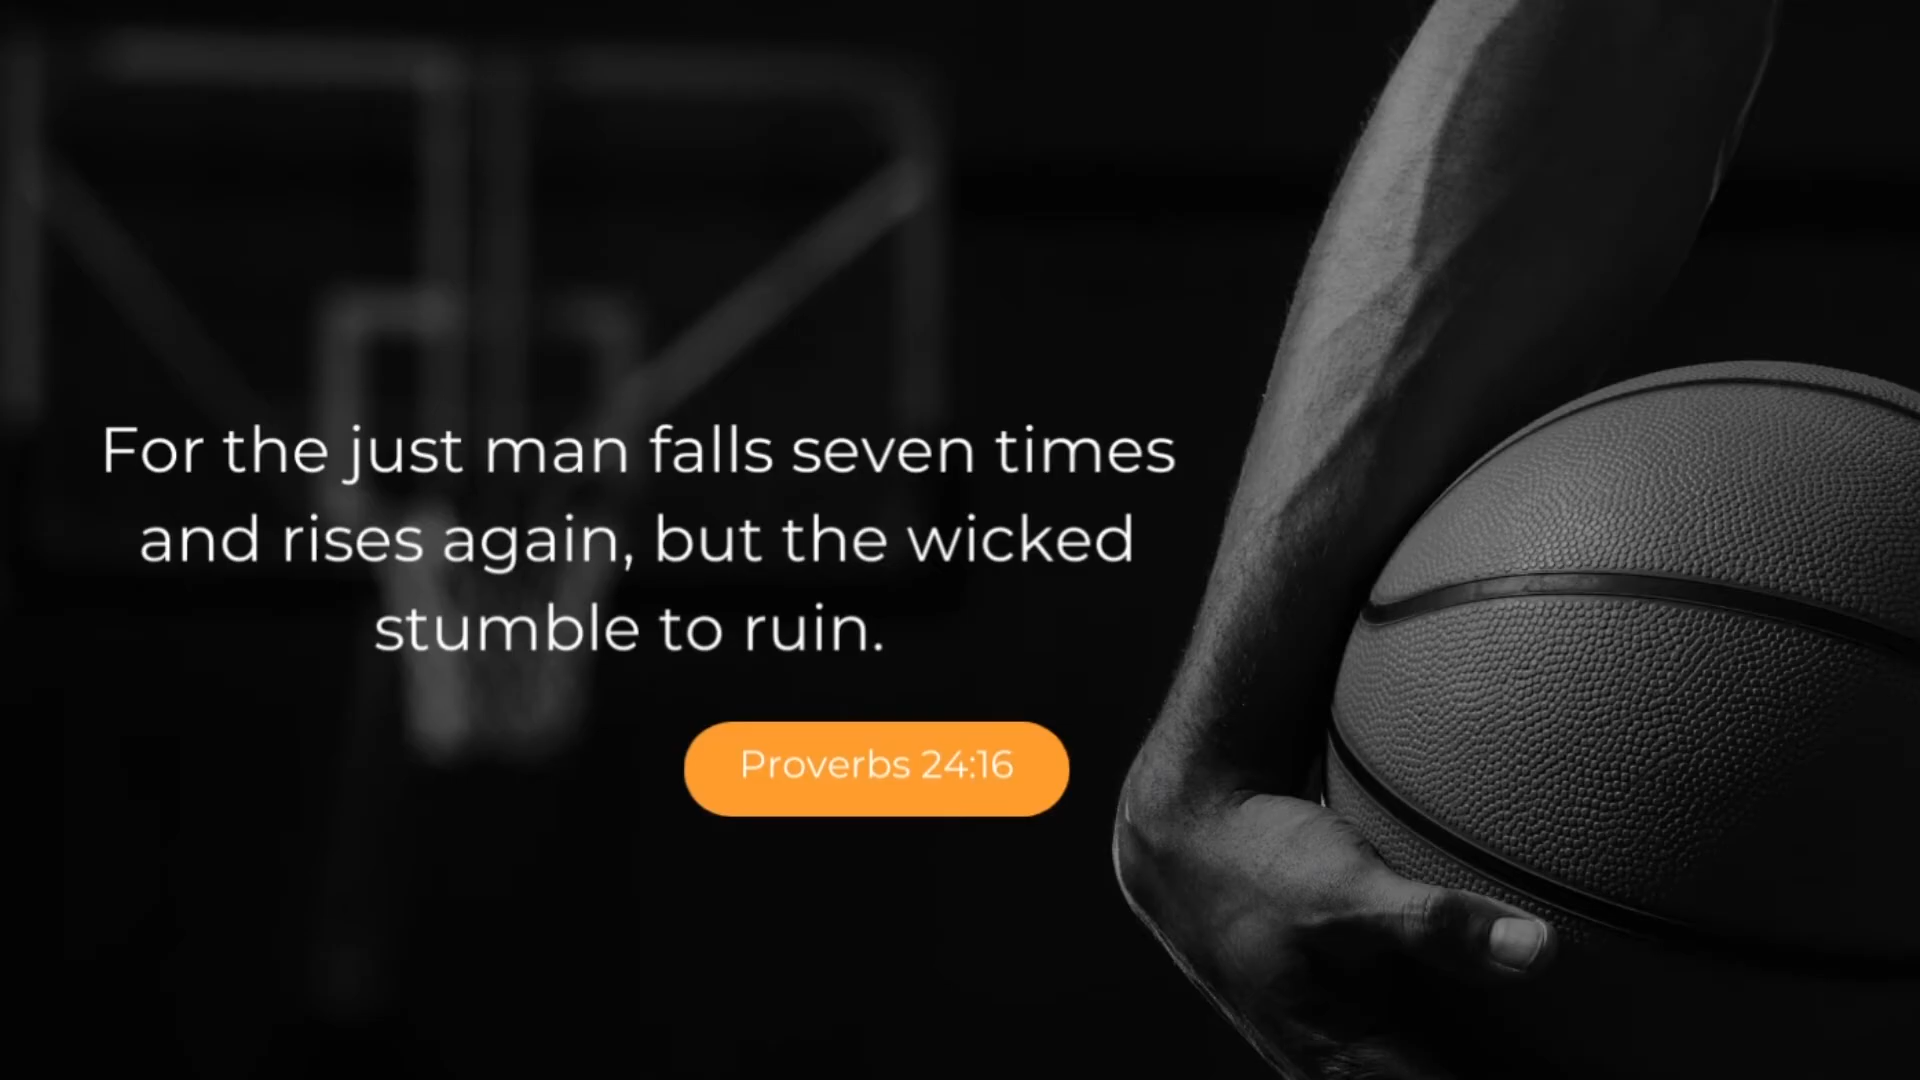 For the just man falls seven times
and rises again, but the wicked
stumble to ruin.
Proverbs 24:16